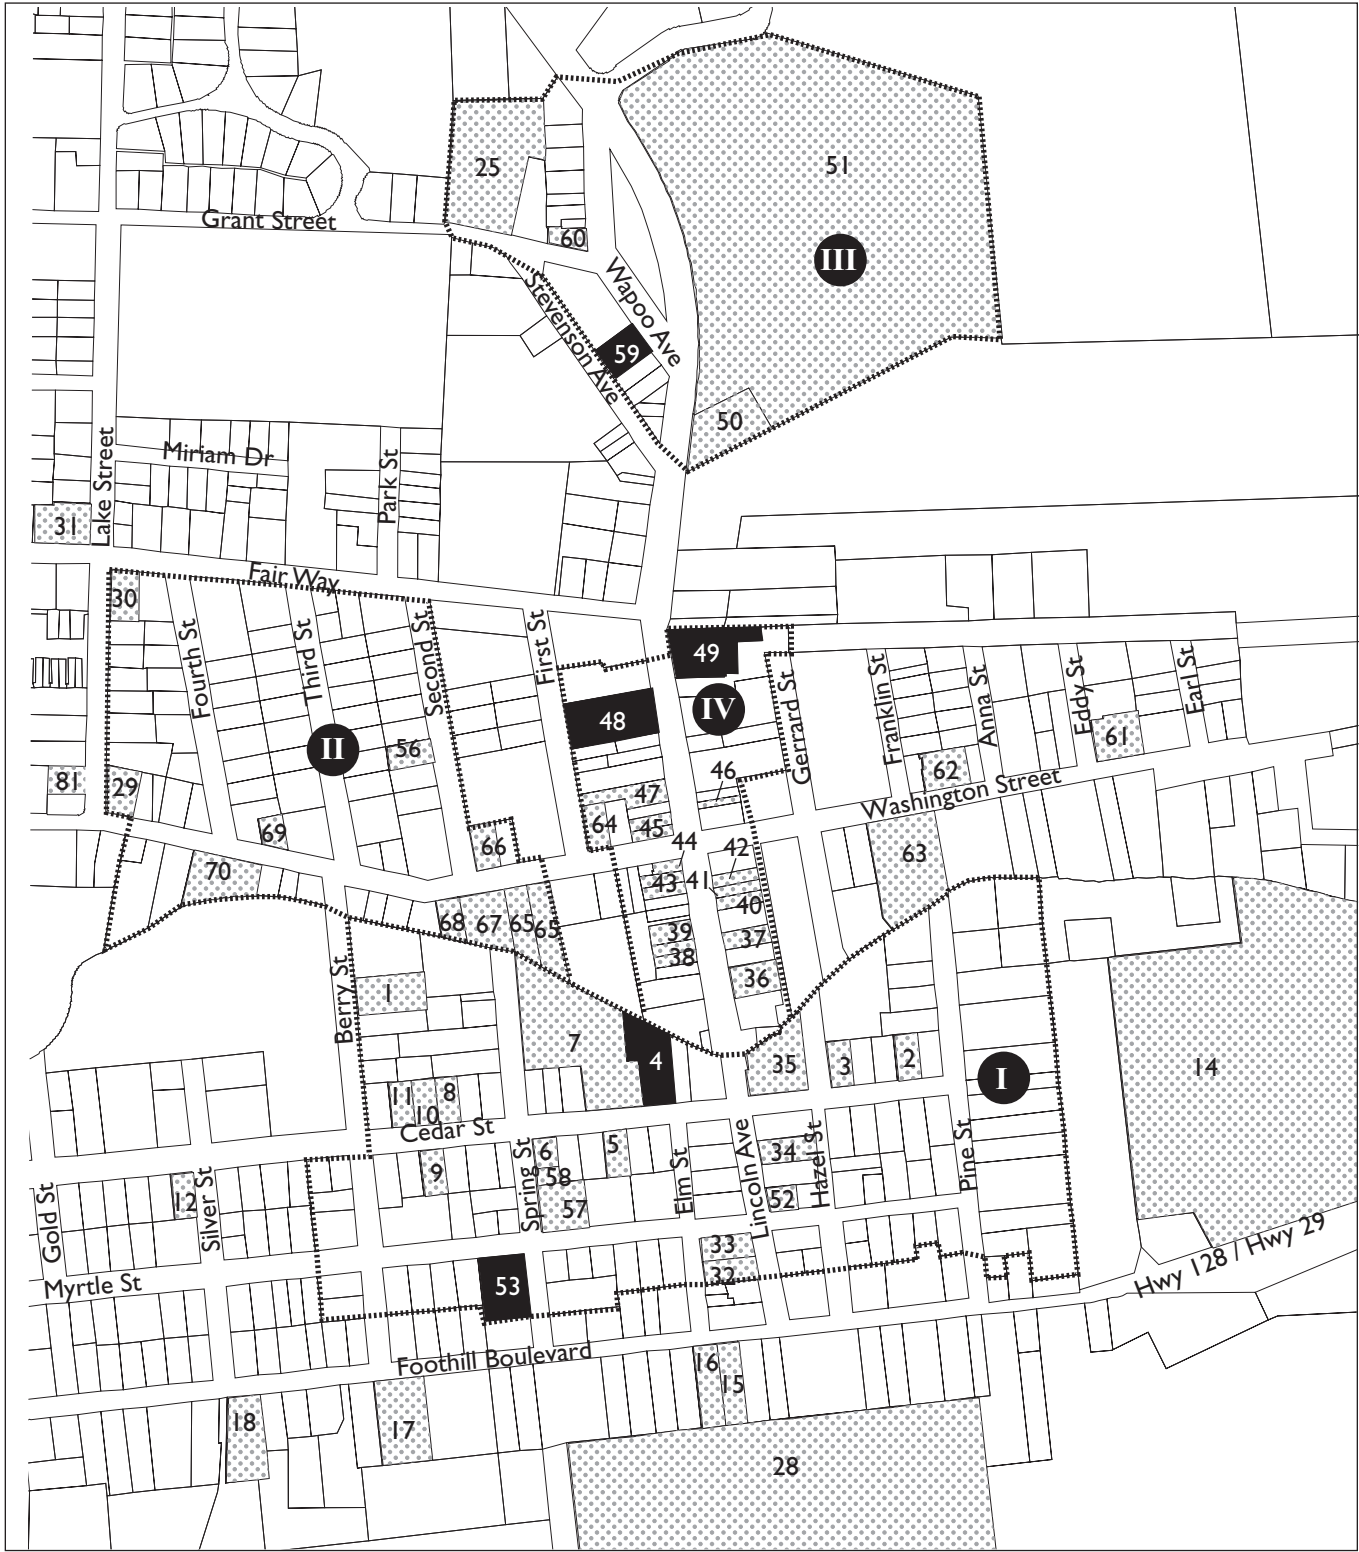 25
51
Grant Street
60
III
Wapoo Ave
Stevenson Ave
59
50
Lake Street
Miriam Dr
Park St
31
Fair Way
30
Fourth St
Third St
Second St
First St
49
IV
Gerrard St
Franklin St
Anna St
Eddy St
Earl St
48
II
56
61
62
81
29
46
47
Washington Street
69
64
45
66
44
42
63
70
43
41
40
68
67
65
65
39
37
38
36
Berry St
1
7
4
35
3
2
I
14
11
8
10
Cedar St
6
5
34
9
58
Spring St
Elm St
Lincoln Ave
Hazel St
Pine St
12
Silver St
Gold St
57
52
33
32
Hwy 128 / Hwy 29
Myrtle St
53
Foothill Boulevard
16
15
18
17
28